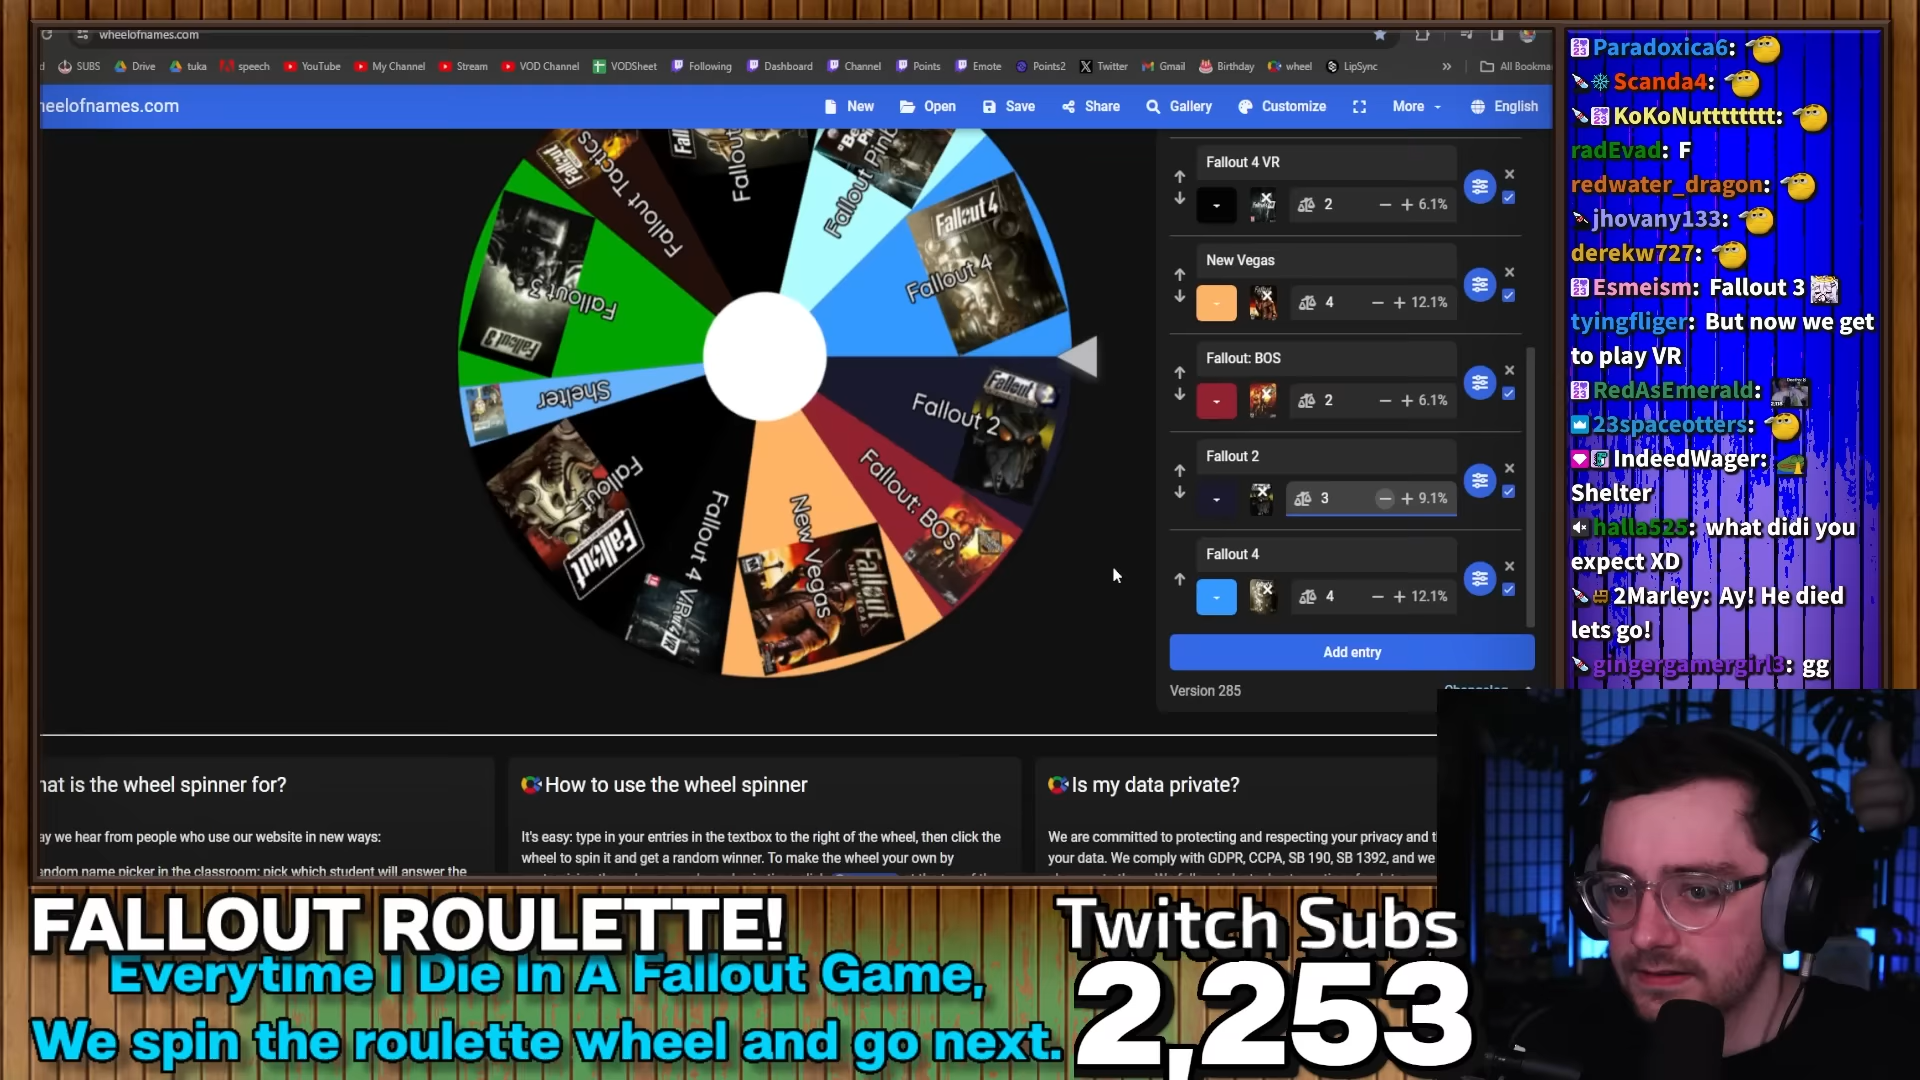 wheelofnames.com
SUBS
Drive
tuka
speech
YouTube
My Channel
Stream
VOD Channel
VODSheet
Following
Dashboard
Channel
Points
Emote
Points2
Twitter
Gmail
Birthday
wheel
LipSync
»
All Bookma
heelofnames.com
New
Open
Save
Share
Gallery
Customize
More
English
Fallout Tactics
Fallout
Fallout 4
Fallout 4
Fallout 3
Fallout 3
Shelter
Fallout
Fallout
Fallout 4 VR
New Vegas
Fallout
Fallout: BOS
Fallout 2
Fallout
Fallout 4 VR
2
− + 6.1%
New Vegas
4
− + 12.1%
Fallout: BOS
2
− + 6.1%
Fallout 2
3
− + 9.1%
Fallout 4
4
− + 12.1%
Add entry
Version 285
Changelog
hat is the wheel spinner for?
ay we hear from people who use our website in new ways:
andom name picker in the classroom: pick which student will answer the
How to use the wheel spinner
It's easy: type in your entries in the textbox to the right of the wheel, then click the
wheel to spin it and get a random winner. To make the wheel your own by
Is my data private?
We are committed to protecting and respecting your privacy and t
your data. We comply with GDPR, CCPA, SB 190, SB 1392, and we
Paradoxica6:
Scanda4:
KoKoNutttttttt:
radEvad: F
redwater_dragon:
jhovany133:
derekw727:
Esmeism: Fallout 3
tyingfliger: But now we get
to play VR
RedAsEmerald:
23spaceotters:
IndeedWager:
Shelter
halla525: what didi you
expect XD
2Marley: Ay! He died
lets go!
gingergamergirl3: gg
FALLOUT ROULETTE!
Everytime I Die In A Fallout Game,
We spin the roulette wheel and go next.
Twitch Subs
2,253